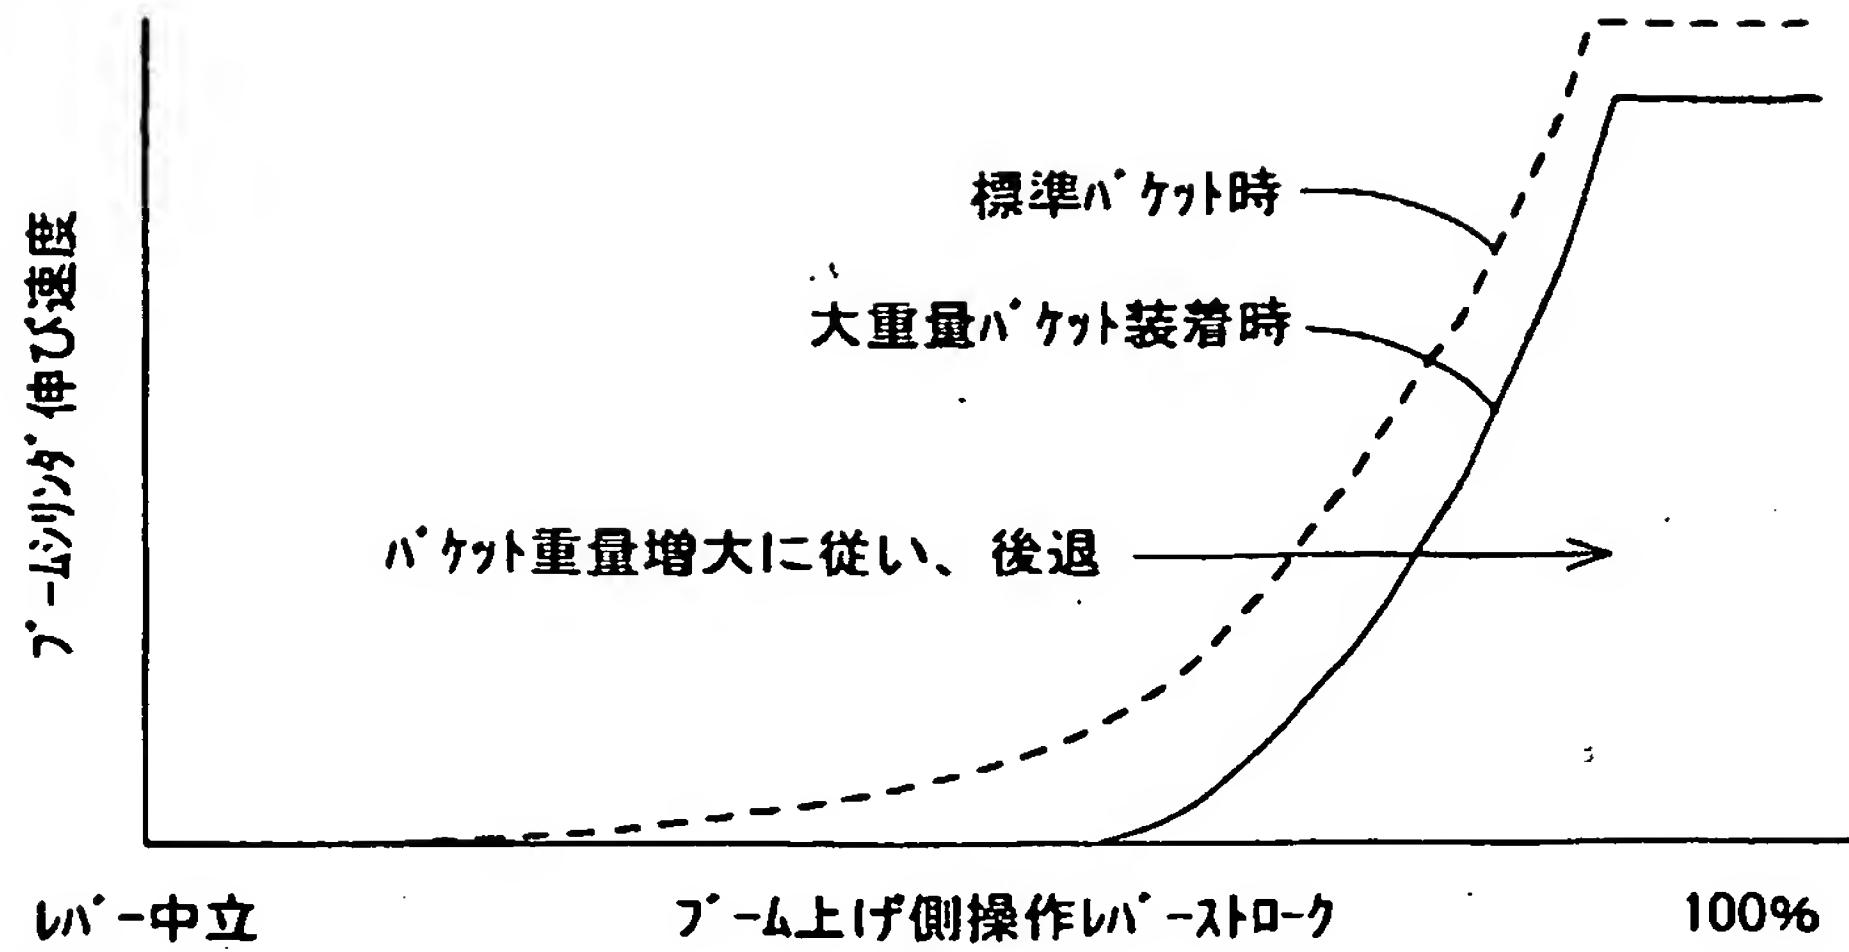 ブームシリンダ伸び速度
標準バケット時
大重量バケット装着時
バケット重量増大に従い、後退
レバー中立
ブーム上げ側操作レバーストローク
100%